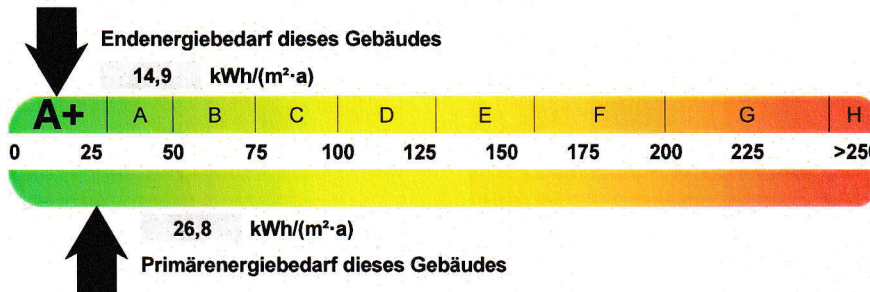 Endenergiebedarf dieses Gebäudes
14,9 kWh/(m²·a)
A+ A B C D E F G H
0 25 50 75 100 125 150 175 200 225 >250
26,8 kWh/(m²·a)
Primärenergiebedarf dieses Gebäudes